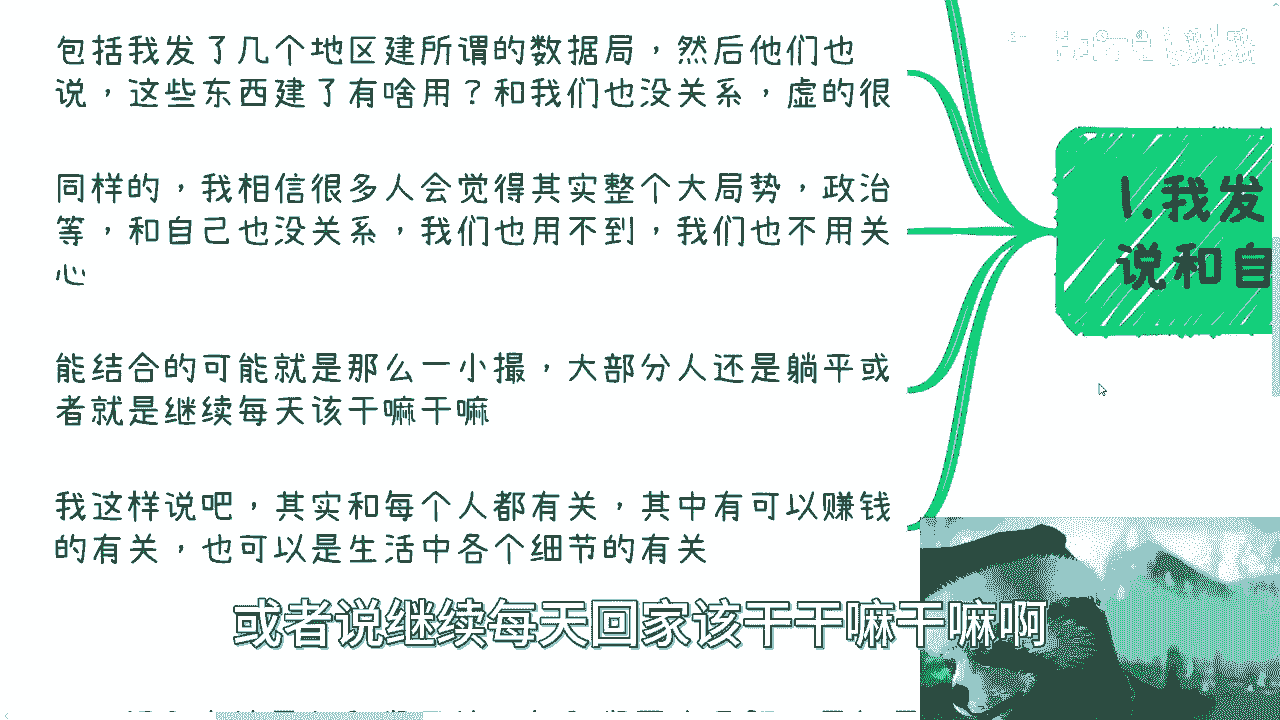 包括我发了几个地区建所谓的数据局，然后他们也
说，这些东西建了有啥用？和我们也没关系，虚的很
同样的，我相信很多人会觉得其实整个大局势，政治
等，和自己也没关系，我们也用不到，我们也不用关
心
能结合的可能就是那么一小撮，大部分人还是躺平或
者就是继续每天该干嘛干嘛
我这样说吧，其实和每个人都有关，其中有可以赚钱
的有关，也可以是生活中各个细节的有关
1.我发
说和自
或者说继续每天回家该干干嘛干嘛啊